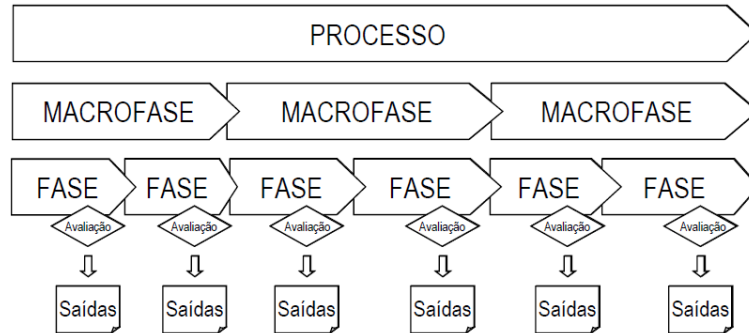 PROCESSO
MACROFASE MACROFASE MACROFASE
FASE FASE FASE FASE FASE FASE
Avaliação Avaliação Avaliação Avaliação Avaliação Avaliação
Saídas Saídas Saídas Saídas Saídas Saídas